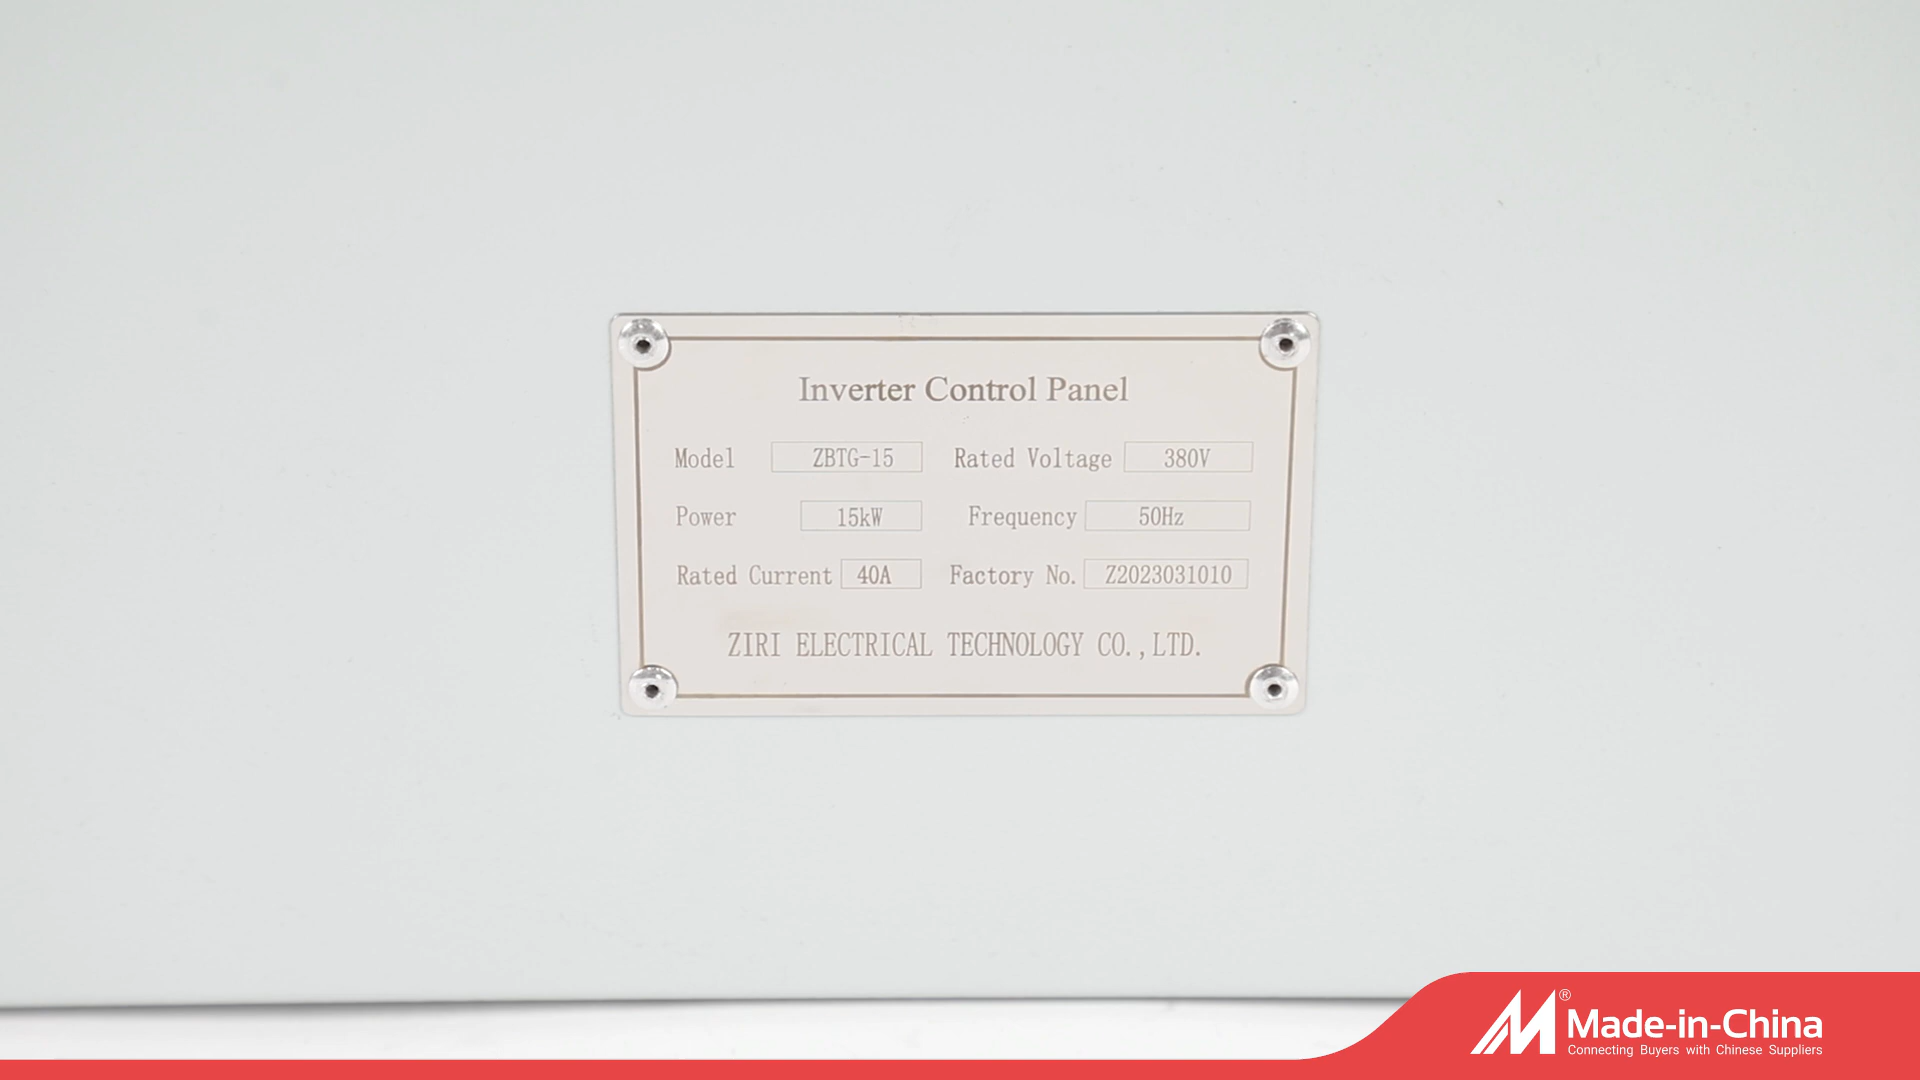 Inverter Control Panel
Model ZBTG-15 Rated Voltage 380V
Power 15kW Frequency 50Hz
Rated Current 40A Factory No. Z2023031010
ZIRI ELECTRICAL TECHNOLOGY CO.,LTD.
Made-in-China
Connecting Buyers with Chinese Suppliers